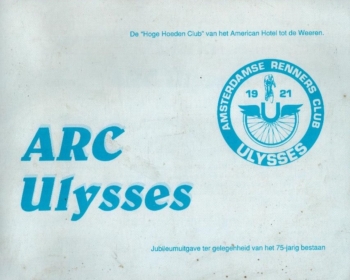 De "Hoge Hoeden Club" van het American Hotel tot de Weeren.
AMSTERDAMSE RENNERS CLUB
19 21
ULYSSES
ARC
Ulysses
Jubileumuitgave ter gelegenheid van het 75-jarig bestaan